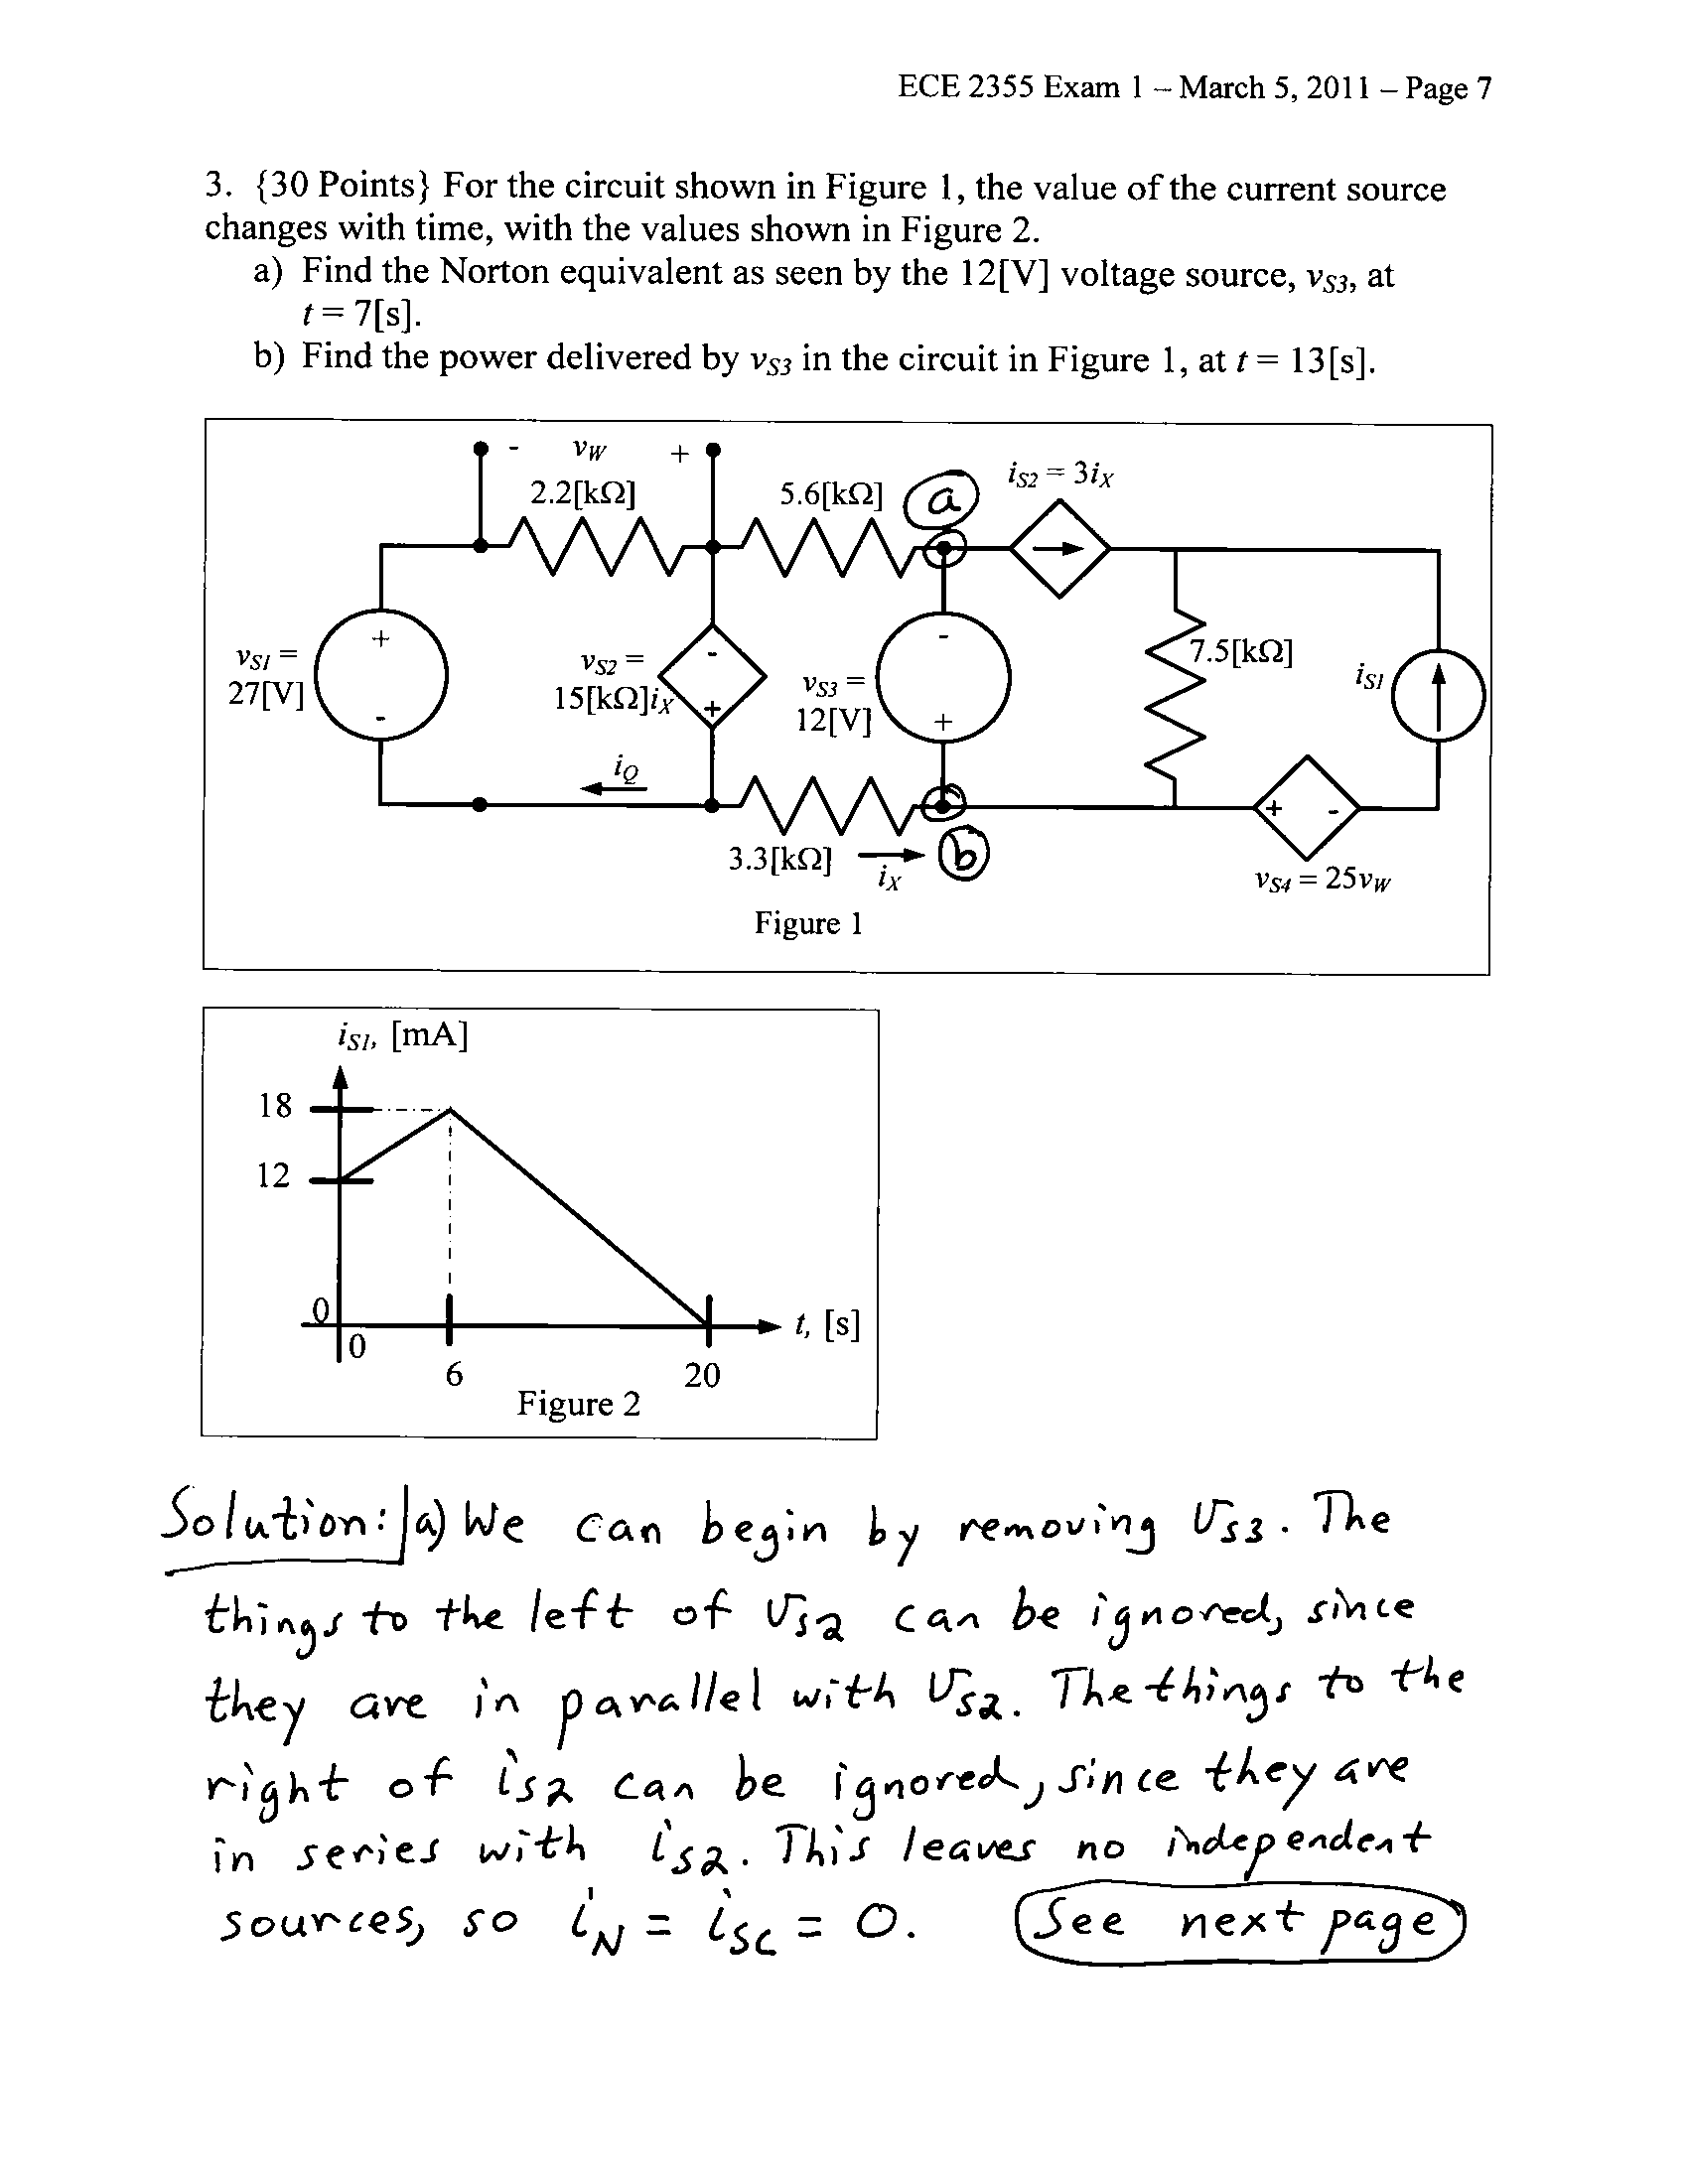 ECE 2355 Exam 1 – March 5, 2011 – Page 7
3. {30 Points} For the circuit shown in Figure 1, the value of the current source
changes with time, with the values shown in Figure 2.
a) Find the Norton equivalent as seen by the 12[V] voltage source, vS3, at
t = 7[s].
b) Find the power delivered by vS3 in the circuit in Figure 1, at t = 13[s].
- vW +
2.2[kΩ]
5.6[kΩ]
a
iS2 = 3iX
vS1 =
27[V]
+
-
vS2 =
15[kΩ]iX
-
+
vS3 =
12[V]
-
+
7.5[kΩ]
iS1
iQ
3.3[kΩ]
iX
b
+ -
vS4 = 25vW
Figure 1
iS1, [mA]
18
12
0
0
6
20
t, [s]
Figure 2
Solution: a) We can begin by removing vS3. The
things to the left of vS2 can be ignored, since
they are in parallel with vS2. The things to the
right of iS2 can be ignored, since they are
in series with iS2. This leaves no independent
sources, so iN = iSC = 0. See next page